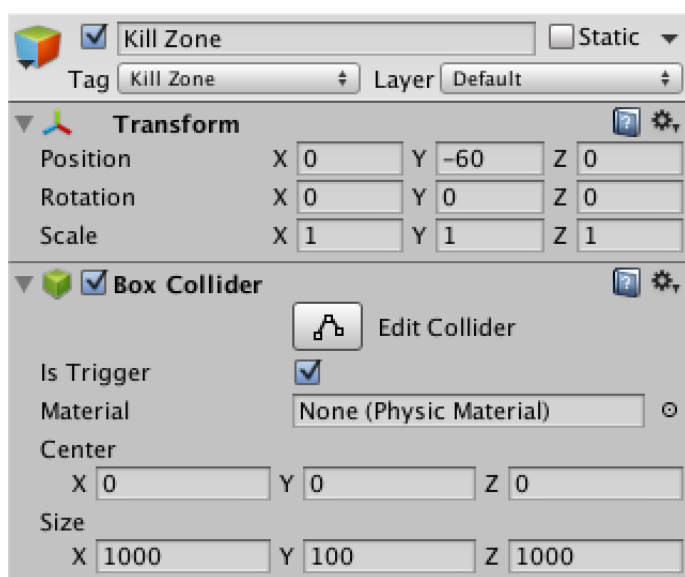 Kill Zone Static
Tag Kill Zone Layer Default
Transform
Position X 0 Y -60 Z 0
Rotation X 0 Y 0 Z 0
Scale X 1 Y 1 Z 1
Box Collider
Edit Collider
Is Trigger
Material None (Physic Material)
Center
X 0 Y 0 Z 0
Size
X 1000 Y 100 Z 1000